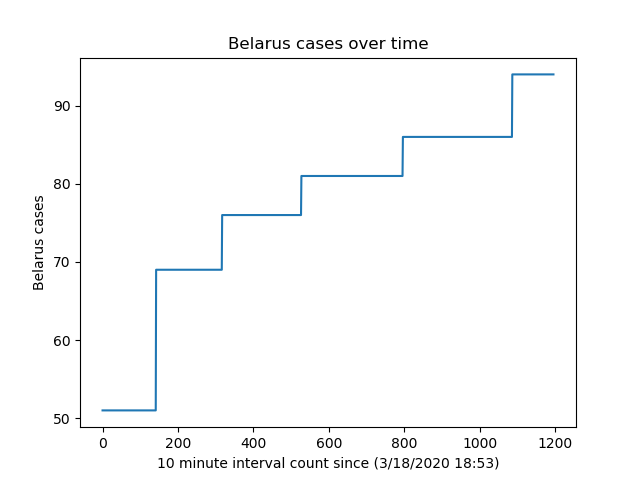 Belarus cases over time
90
80
70
60
50
Belarus cases
0 200 400 600 800 1000 1200
10 minute interval count since (3/18/2020 18:53)